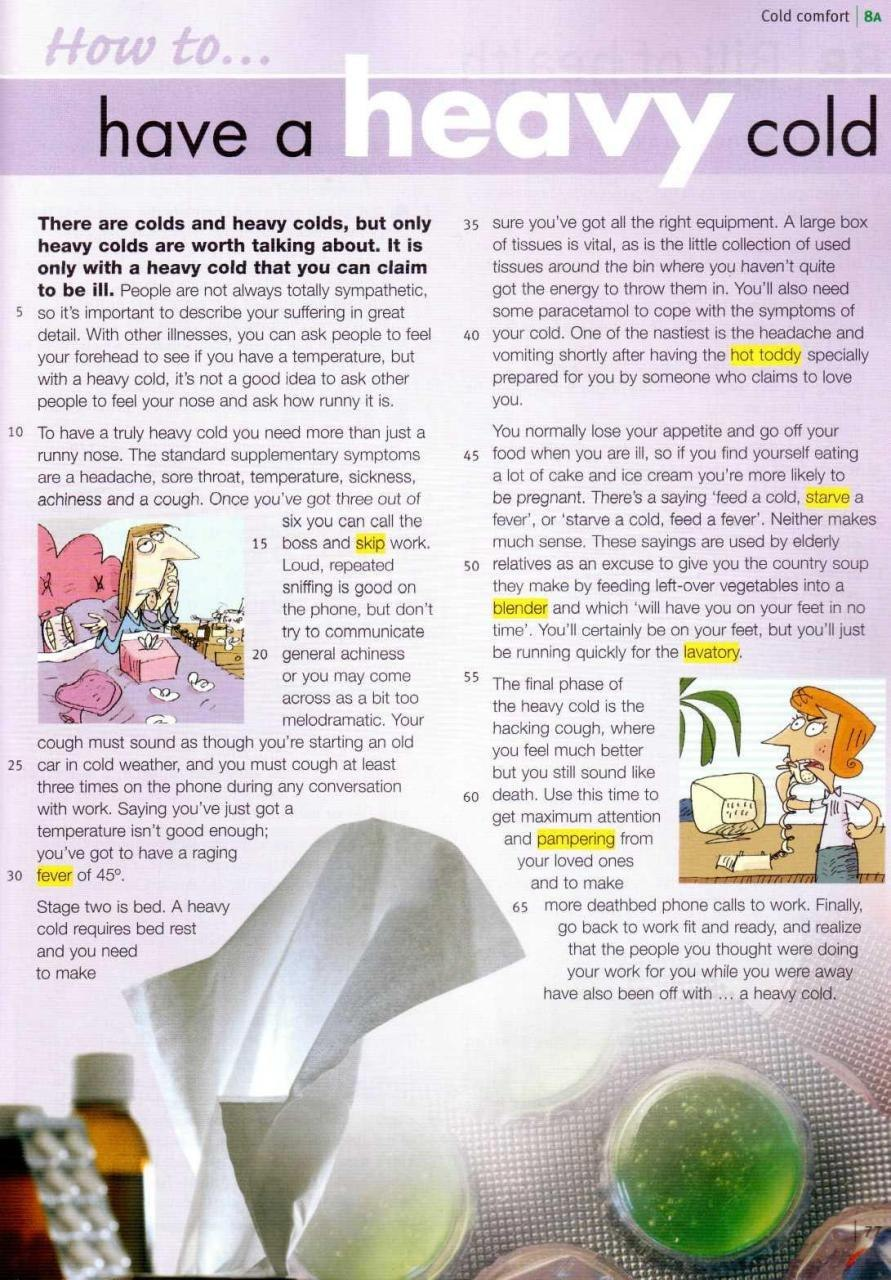 Cold comfort | 8A
How to...
have a heavy cold
There are colds and heavy colds, but only
heavy colds are worth talking about. It is
only with a heavy cold that you can claim
to be ill. People are not always totally sympathetic,
5 so it's important to describe your suffering in great
detail. With other illnesses, you can ask people to feel
your forehead to see if you have a temperature, but
with a heavy cold, it's not a good idea to ask other
people to feel your nose and ask how runny it is.
10 To have a truly heavy cold you need more than just a
runny nose. The standard supplementary symptoms
are a headache, sore throat, temperature, sickness,
achiness and a cough. Once you've got three out of
six you can call the
15 boss and skip work.
Loud, repeated
sniffing is good on
the phone, but don't
try to communicate
20 general achiness
or you may come
across as a bit too
melodramatic. Your
cough must sound as though you're starting an old
25 car in cold weather, and you must cough at least
three times on the phone during any conversation
with work. Saying you've just got a
temperature isn't good enough;
you've got to have a raging
30 fever of 45º.
Stage two is bed. A heavy
cold requires bed rest
and you need
to make
35 sure you've got all the right equipment. A large box
of tissues is vital, as is the little collection of used
tissues around the bin where you haven't quite
got the energy to throw them in. You'll also need
some paracetamol to cope with the symptoms of
40 your cold. One of the nastiest is the headache and
vomiting shortly after having the hot toddy specially
prepared for you by someone who claims to love
you.
You normally lose your appetite and go off your
45 food when you are ill, so if you find yourself eating
a lot of cake and ice cream you're more likely to
be pregnant. There's a saying 'feed a cold, starve a
fever', or 'starve a cold, feed a fever'. Neither makes
much sense. These sayings are used by elderly
50 relatives as an excuse to give you the country soup
they make by feeding left-over vegetables into a
blender and which 'will have you on your feet in no
time'. You'll certainly be on your feet, but you'll just
be running quickly for the lavatory.
55 The final phase of
the heavy cold is the
hacking cough, where
you feel much better
but you still sound like
60 death. Use this time to
get maximum attention
and pampering from
your loved ones
and to make
65 more deathbed phone calls to work. Finally,
go back to work fit and ready, and realize
that the people you thought were doing
your work for you while you were away
have also been off with ... a heavy cold.
| 77